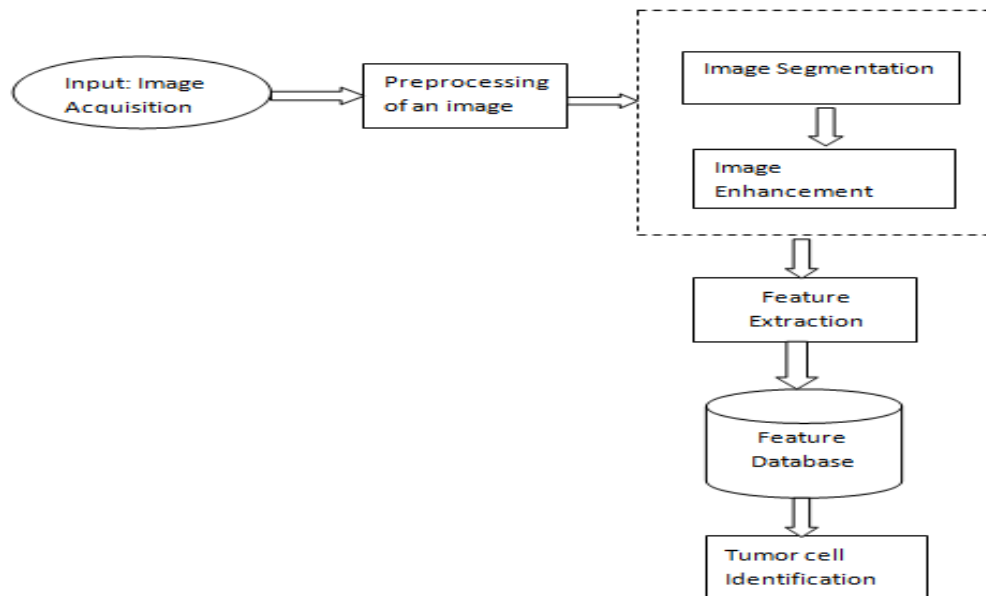 Input: Image
Acquisition
Preprocessing
of an image
Image Segmentation
Image
Enhancement
Feature
Extraction
Feature
Database
Tumor cell
Identification